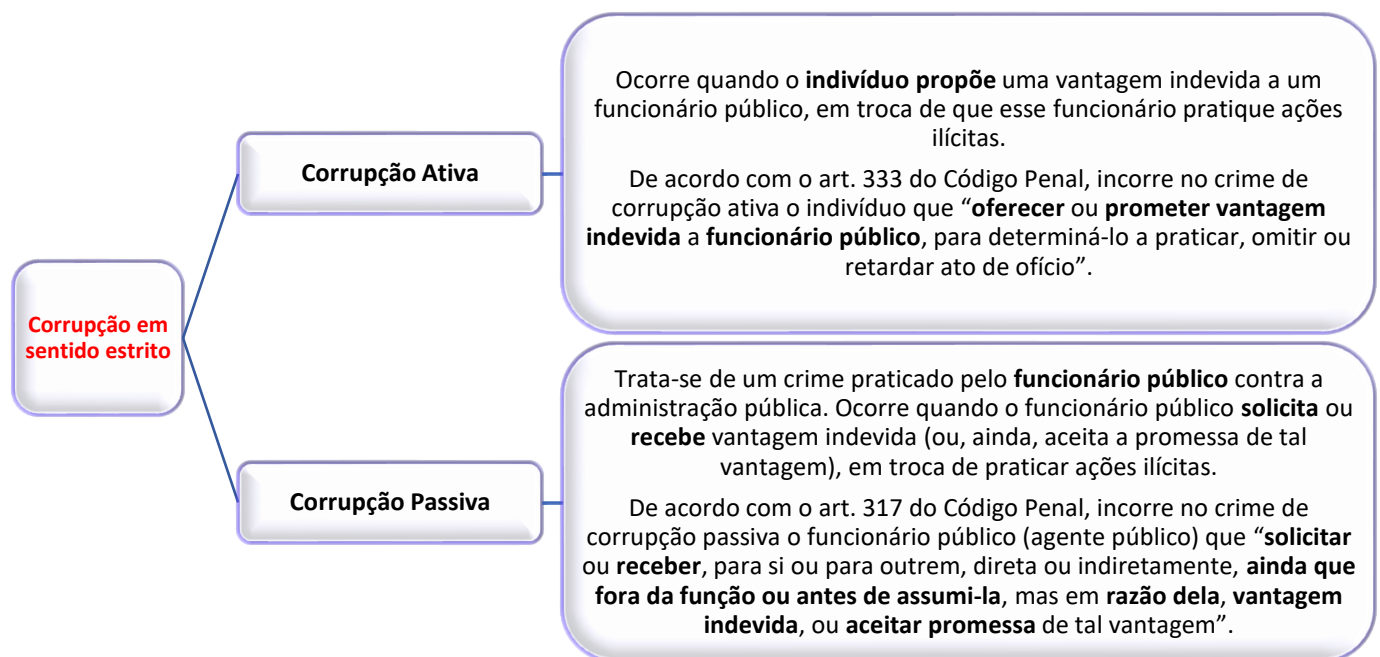 Corrupção em
sentido estrito
Corrupção Ativa
Ocorre quando o indivíduo propõe uma vantagem indevida a um
funcionário público, em troca de que esse funcionário pratique ações
ilícitas.
De acordo com o art. 333 do Código Penal, incorre no crime de
corrupção ativa o indivíduo que “oferecer ou prometer vantagem
indevida a funcionário público, para determiná-lo a praticar, omitir ou
retardar ato de ofício”.
Corrupção Passiva
Trata-se de um crime praticado pelo funcionário público contra a
administração pública. Ocorre quando o funcionário público solicita ou
recebe vantagem indevida (ou, ainda, aceita a promessa de tal
vantagem), em troca de praticar ações ilícitas.
De acordo com o art. 317 do Código Penal, incorre no crime de
corrupção passiva o funcionário público (agente público) que “solicitar
ou receber, para si ou para outrem, direta ou indiretamente, ainda que
fora da função ou antes de assumi-la, mas em razão dela, vantagem
indevida, ou aceitar promessa de tal vantagem”.